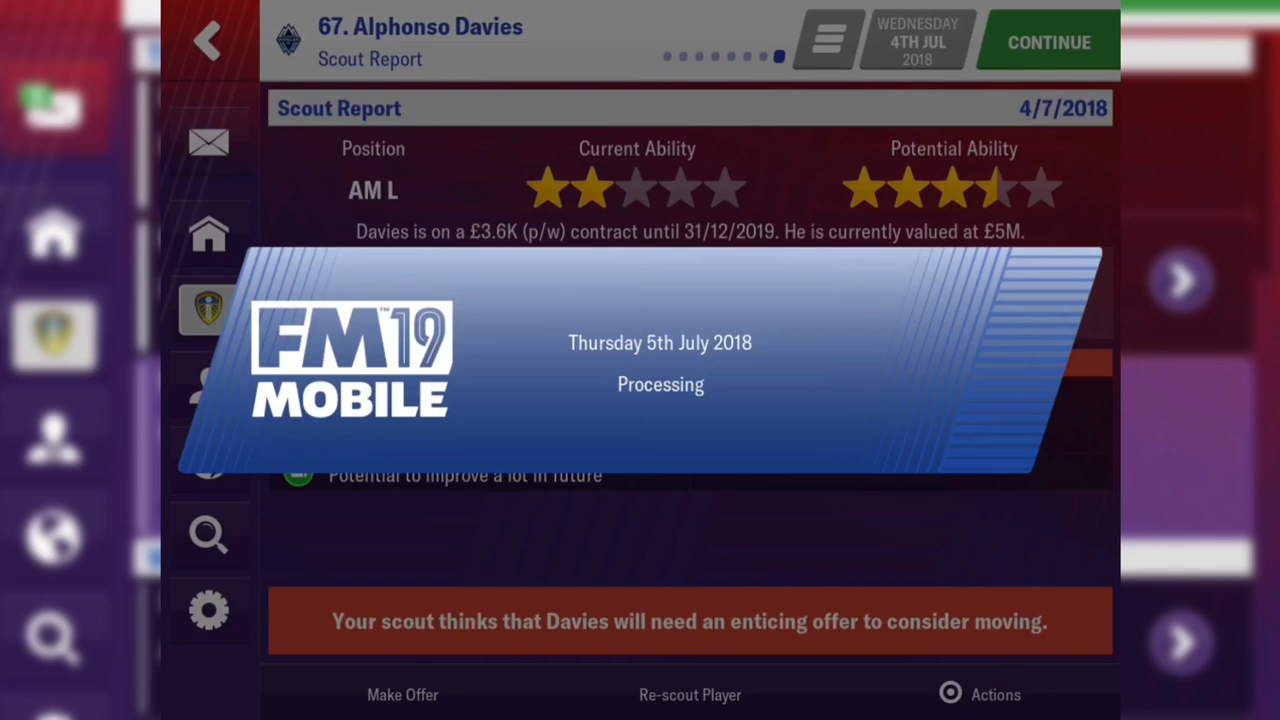 67. Alphonso Davies
Scout Report
WEDNESDAY
4TH JUL
2018
CONTINUE
Scout Report
4/7/2018
Position
Current Ability
Potential Ability
AM L
Davies is on a £3.6K (p/w) contract until 31/12/2019. He is currently valued at £5M.
FM™19
MOBILE
Thursday 5th July 2018
Processing
Potential to improve a lot in future
Your scout thinks that Davies will need an enticing offer to consider moving.
Make Offer
Re-scout Player
Actions